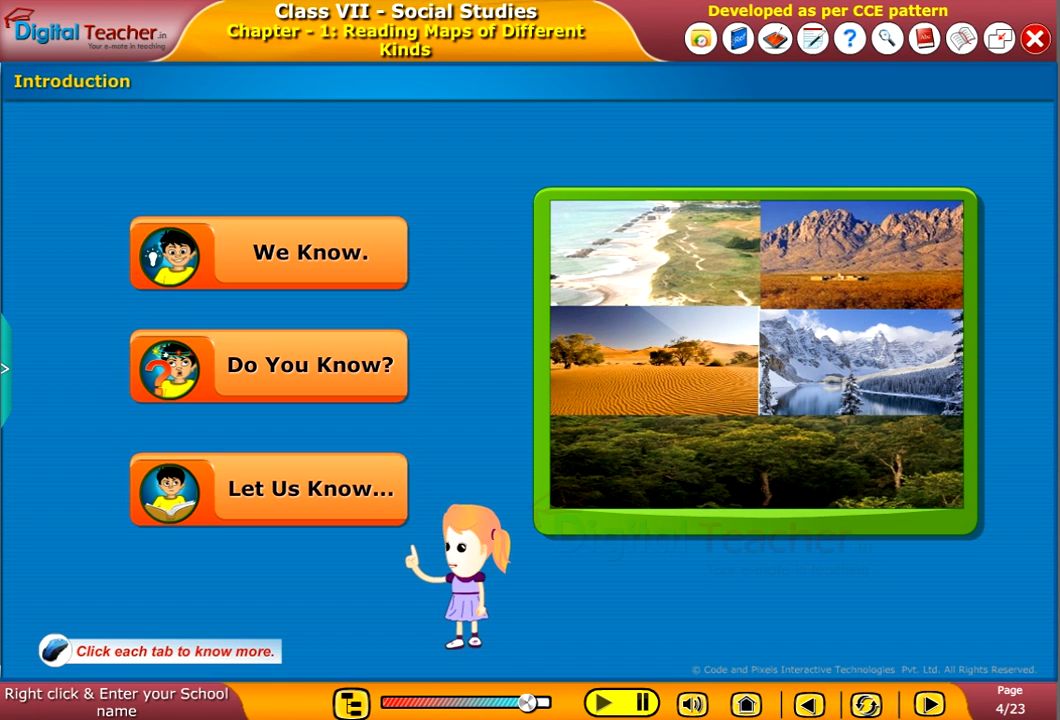 Digital Teacher.in
Your e-mate in teaching
Class VII - Social Studies
Chapter - 1: Reading Maps of Different
Kinds
Developed as per CCE pattern
Introduction
We Know.
Do You Know?
Let Us Know...
Digital Teacher.in
Click each tab to know more.
© Code and Pixels Interactive Technologies Pvt. Ltd. All Rights Reserved.
Right click & Enter your School
name
Page
4/23